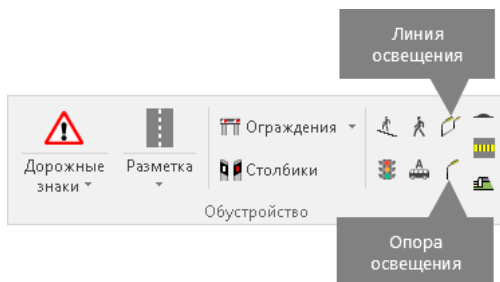 Линия
освещения
Ограждения
Дорожные
знаки
Разметка
Столбики
Обустройство
Опора
освещения